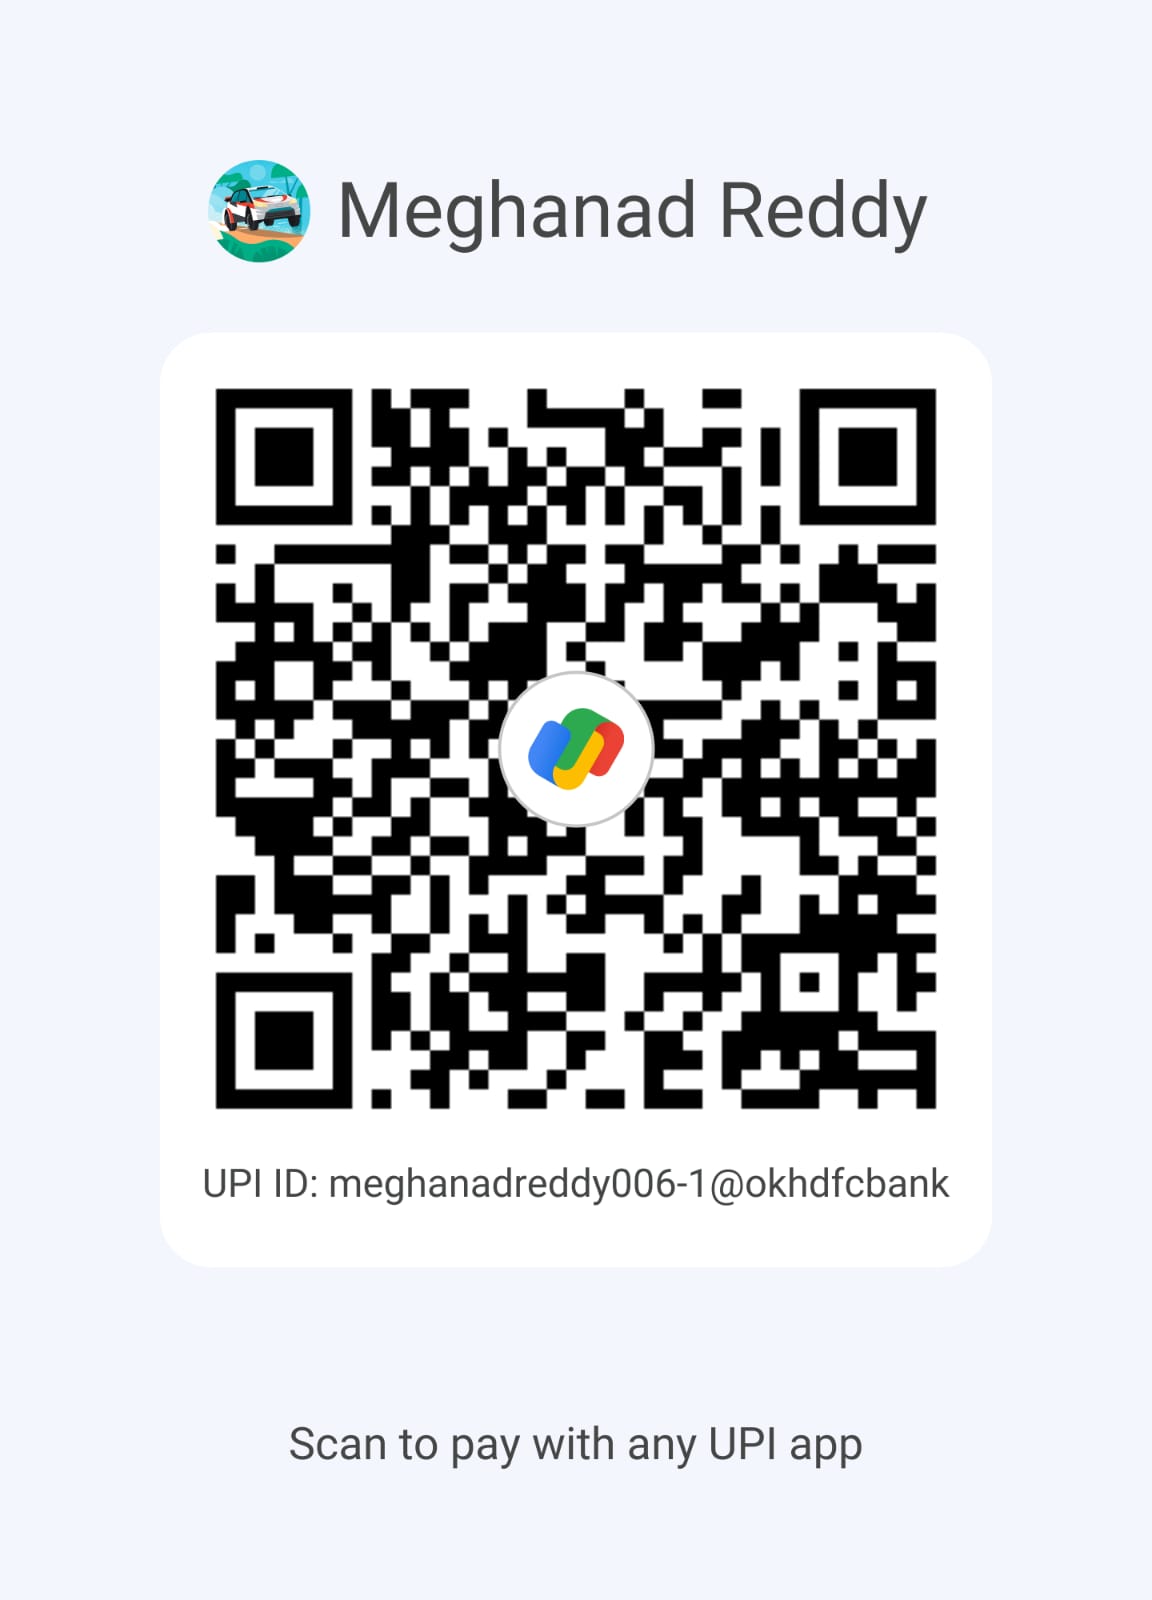 Meghanad Reddy
UPI ID: meghanadreddy006-1@okhdfcbank
Scan to pay with any UPI app